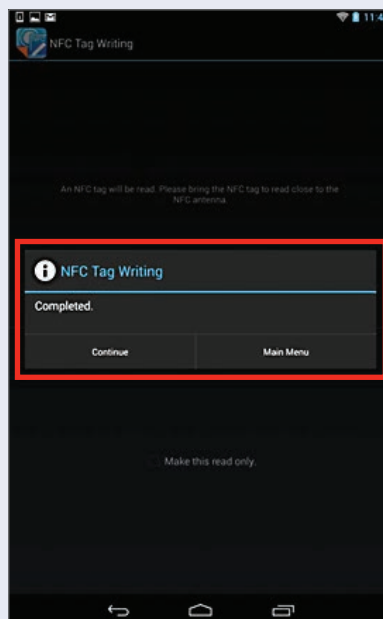 11:4
NFC Tag Writing
An NFC tag will be read. Please bring the NFC tag to read close to the
NFC antenna.
NFC Tag Writing
Completed.
Continue
Main Menu
Make this read only.